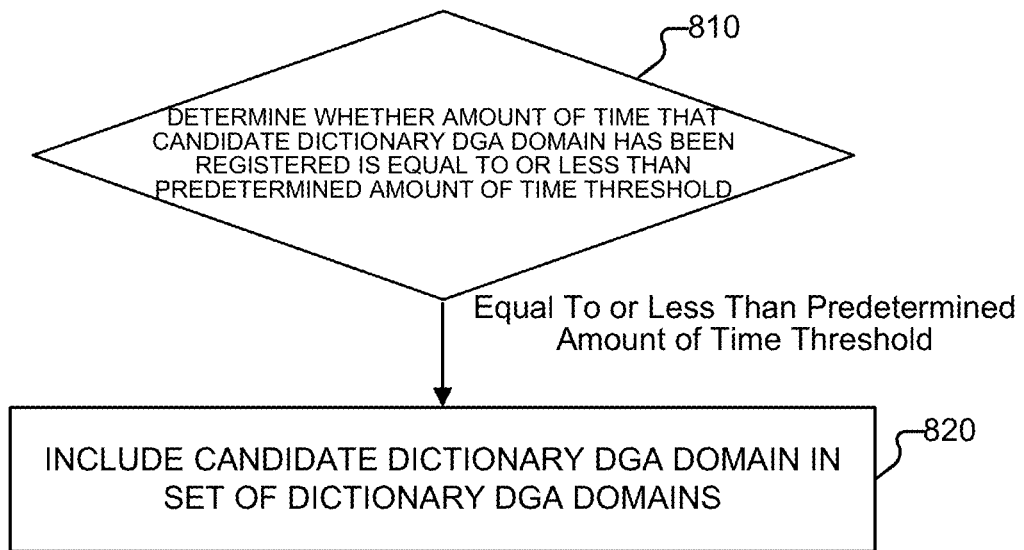 810
DETERMINE WHETHER AMOUNT OF TIME THAT
CANDIDATE DICTIONARY DGA DOMAIN HAS BEEN
REGISTERED IS EQUAL TO OR LESS THAN
PREDETERMINED AMOUNT OF TIME THRESHOLD
Equal To or Less Than Predetermined
Amount of Time Threshold
820
INCLUDE CANDIDATE DICTIONARY DGA DOMAIN IN
SET OF DICTIONARY DGA DOMAINS